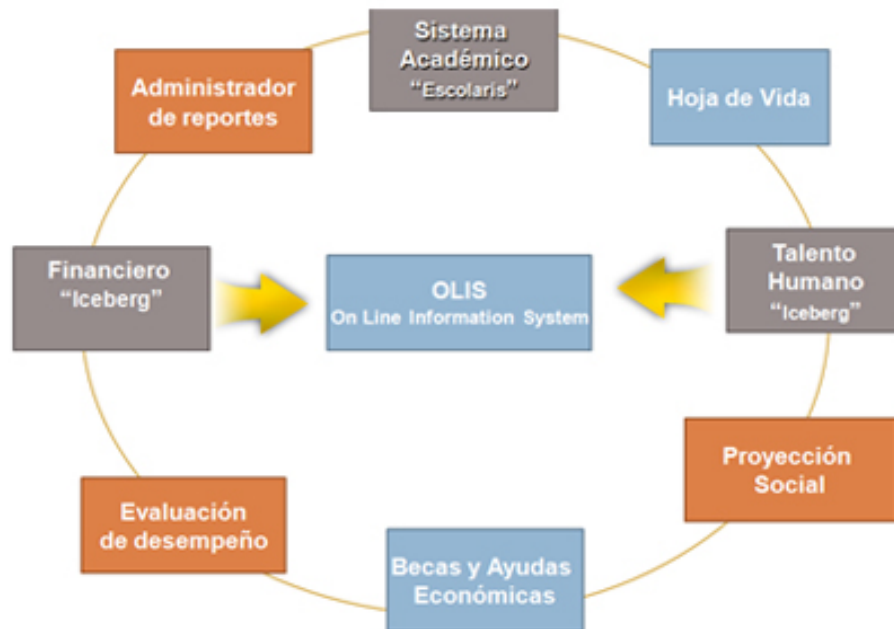 Sistema
Académico
“Escolaris”
Administrador
de reportes
Hoja de Vida
Financiero
“Iceberg”
OLIS
On Line Information System
Talento
Humano
“Iceberg”
Proyección
Social
Evaluación
de desempeño
Becas y Ayudas
Económicas